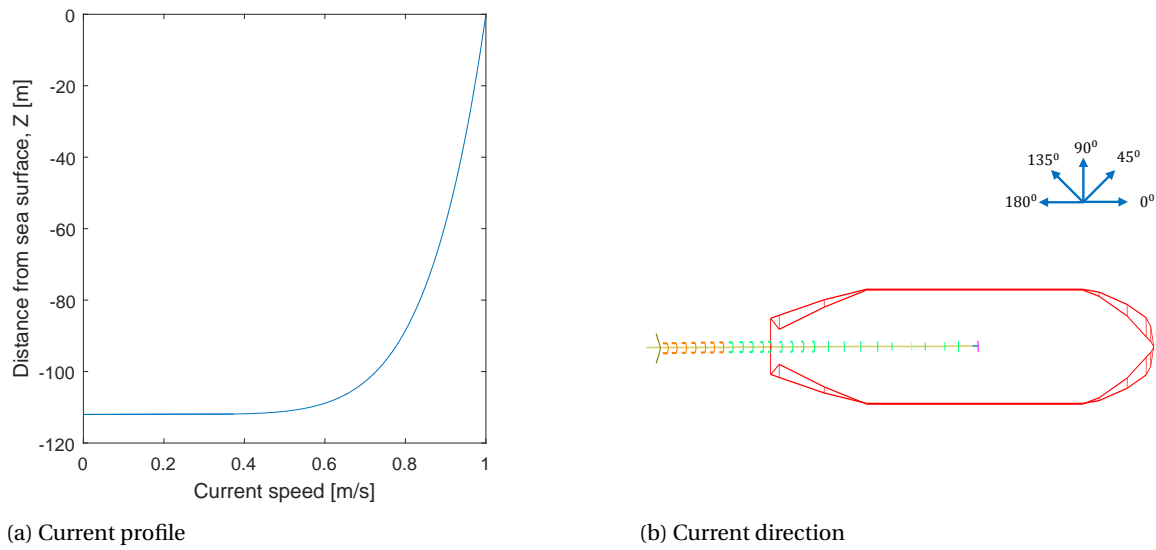 0
-20
-40
-60
-80
-100
-120
Distance from sea surface, Z [m]
0 0.2 0.4 0.6 0.8 1
Current speed [m/s]
(a) Current profile
90⁰
135⁰ 45⁰
180⁰ 0⁰
(b) Current direction